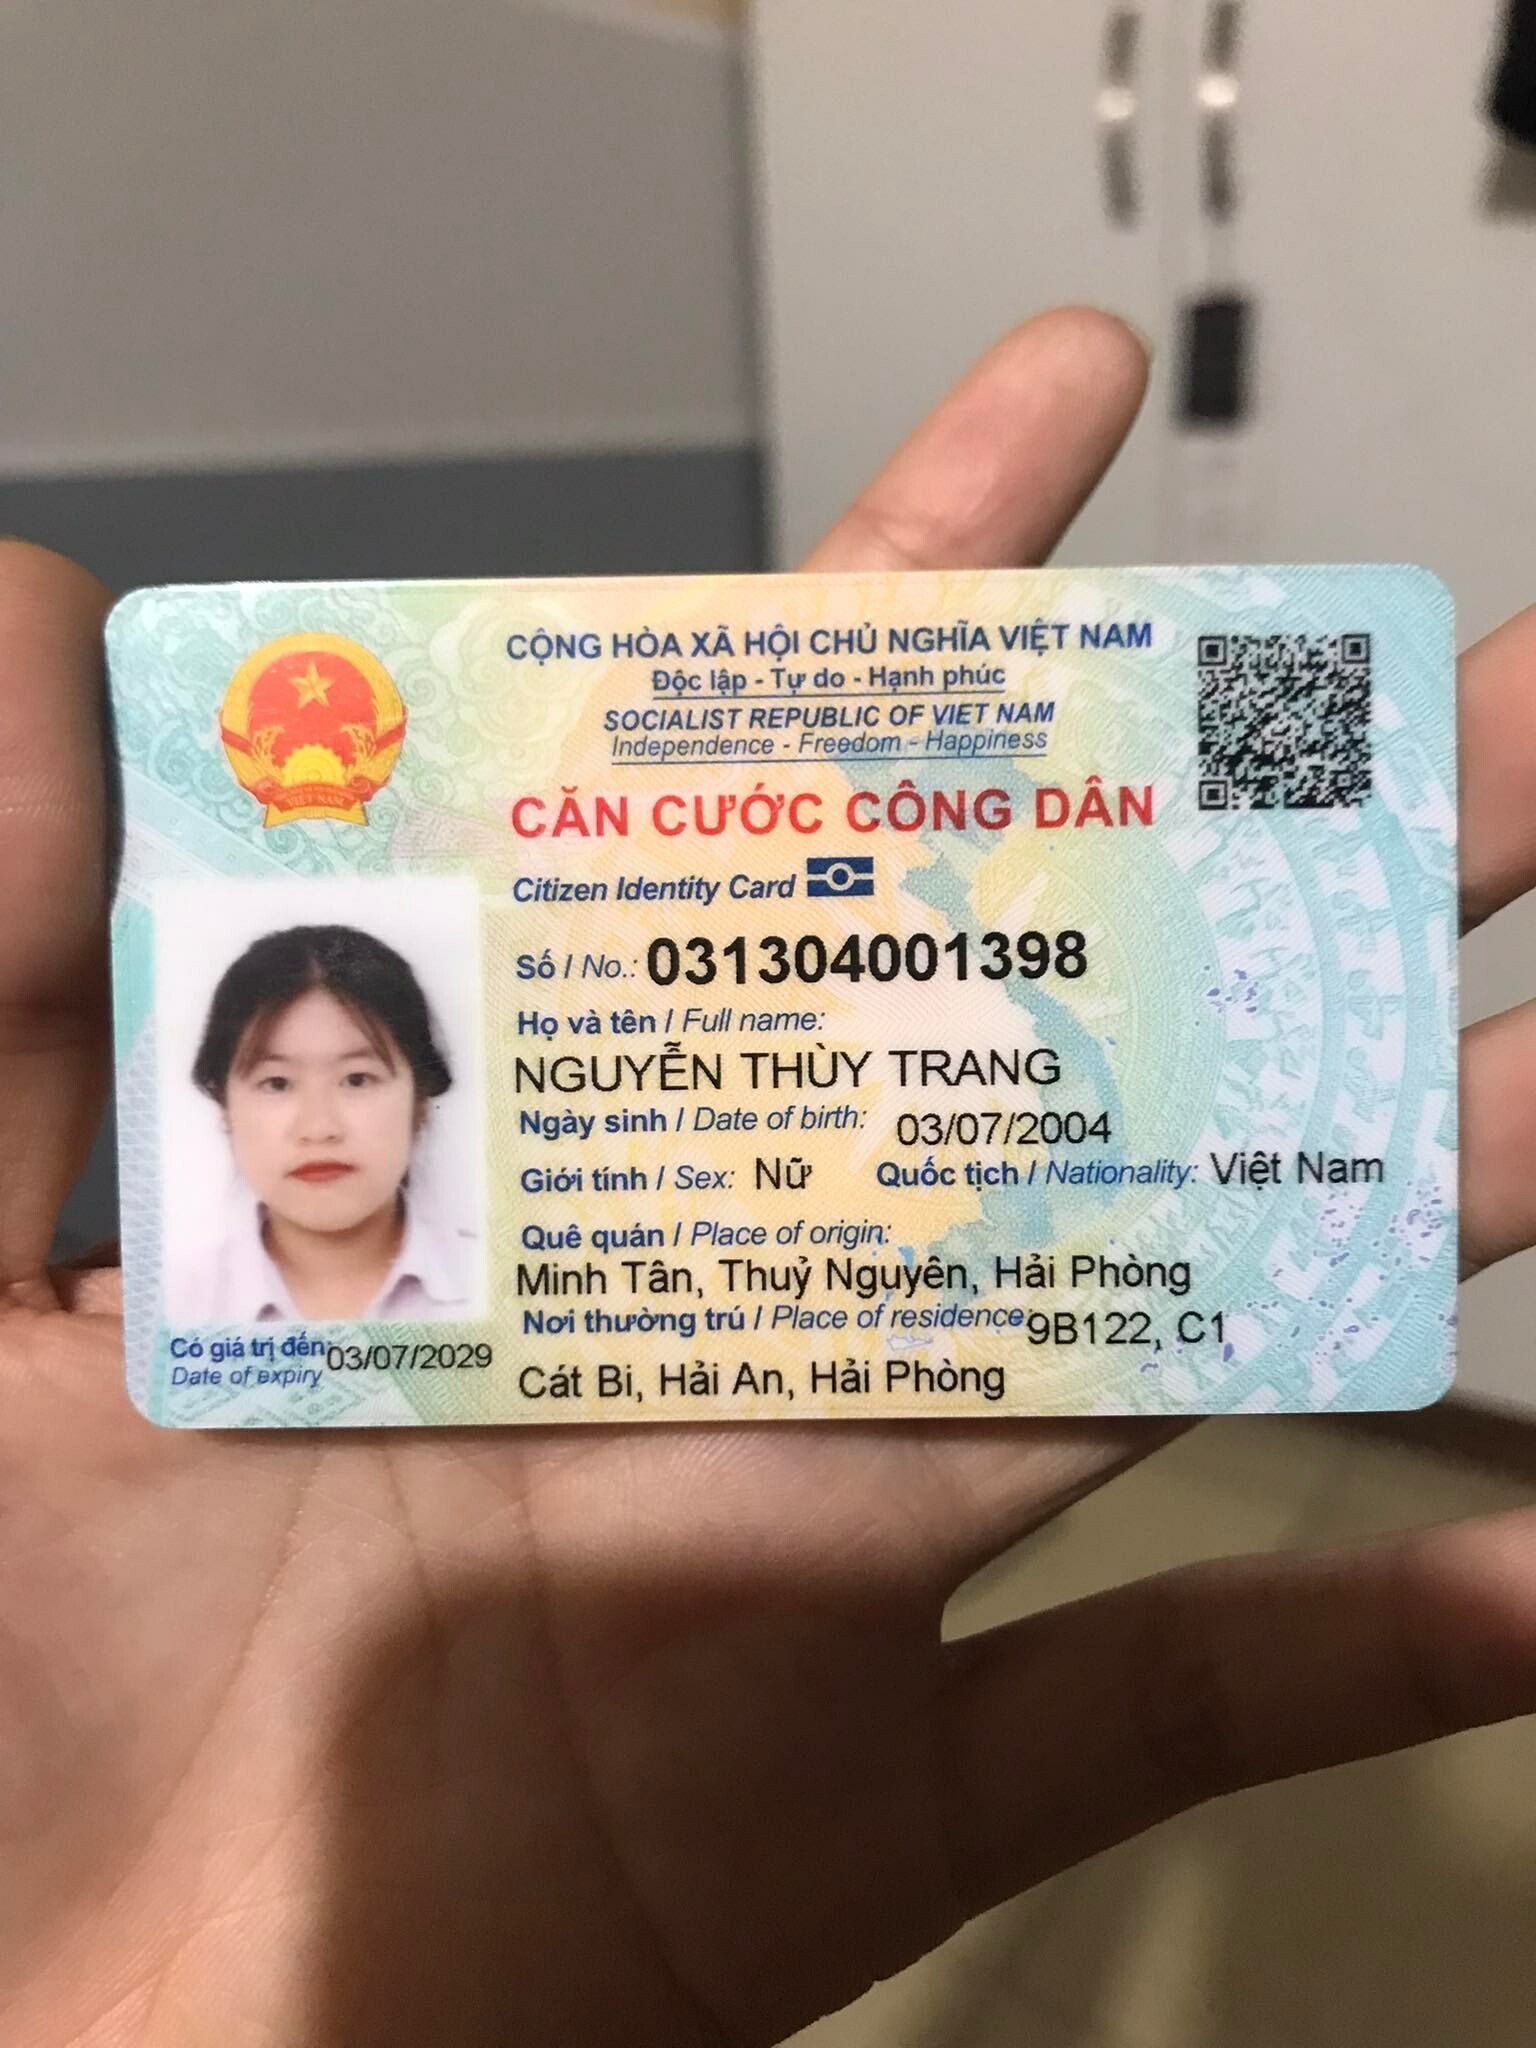 CỘNG HÒA XÃ HỘI CHỦ NGHĨA VIỆT NAM
Độc lập - Tự do - Hạnh phúc
SOCIALIST REPUBLIC OF VIET NAM
Independence - Freedom - Happiness
CĂN CƯỚC CÔNG DÂN
Citizen Identity Card
Số / No.: 031304001398
Họ và tên / Full name:
NGUYỄN THÙY TRANG
Ngày sinh / Date of birth: 03/07/2004
Giới tính / Sex: Nữ Quốc tịch / Nationality: Việt Nam
Quê quán / Place of origin:
Minh Tân, Thuỷ Nguyên, Hải Phòng
Nơi thường trú / Place of residence: 9B122, C1
Cát Bi, Hải An, Hải Phòng
Có giá trị đến: 03/07/2029
Date of expiry
VIỆT NAM